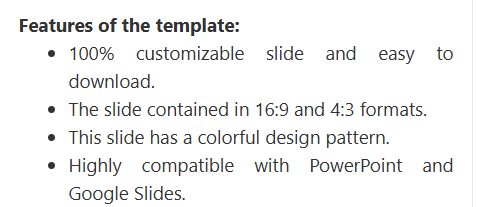 Features of the template:
• 100% customizable slide and easy to
download.
• The slide contained in 16:9 and 4:3 formats.
• This slide has a colorful design pattern.
• Highly compatible with PowerPoint and
Google Slides.